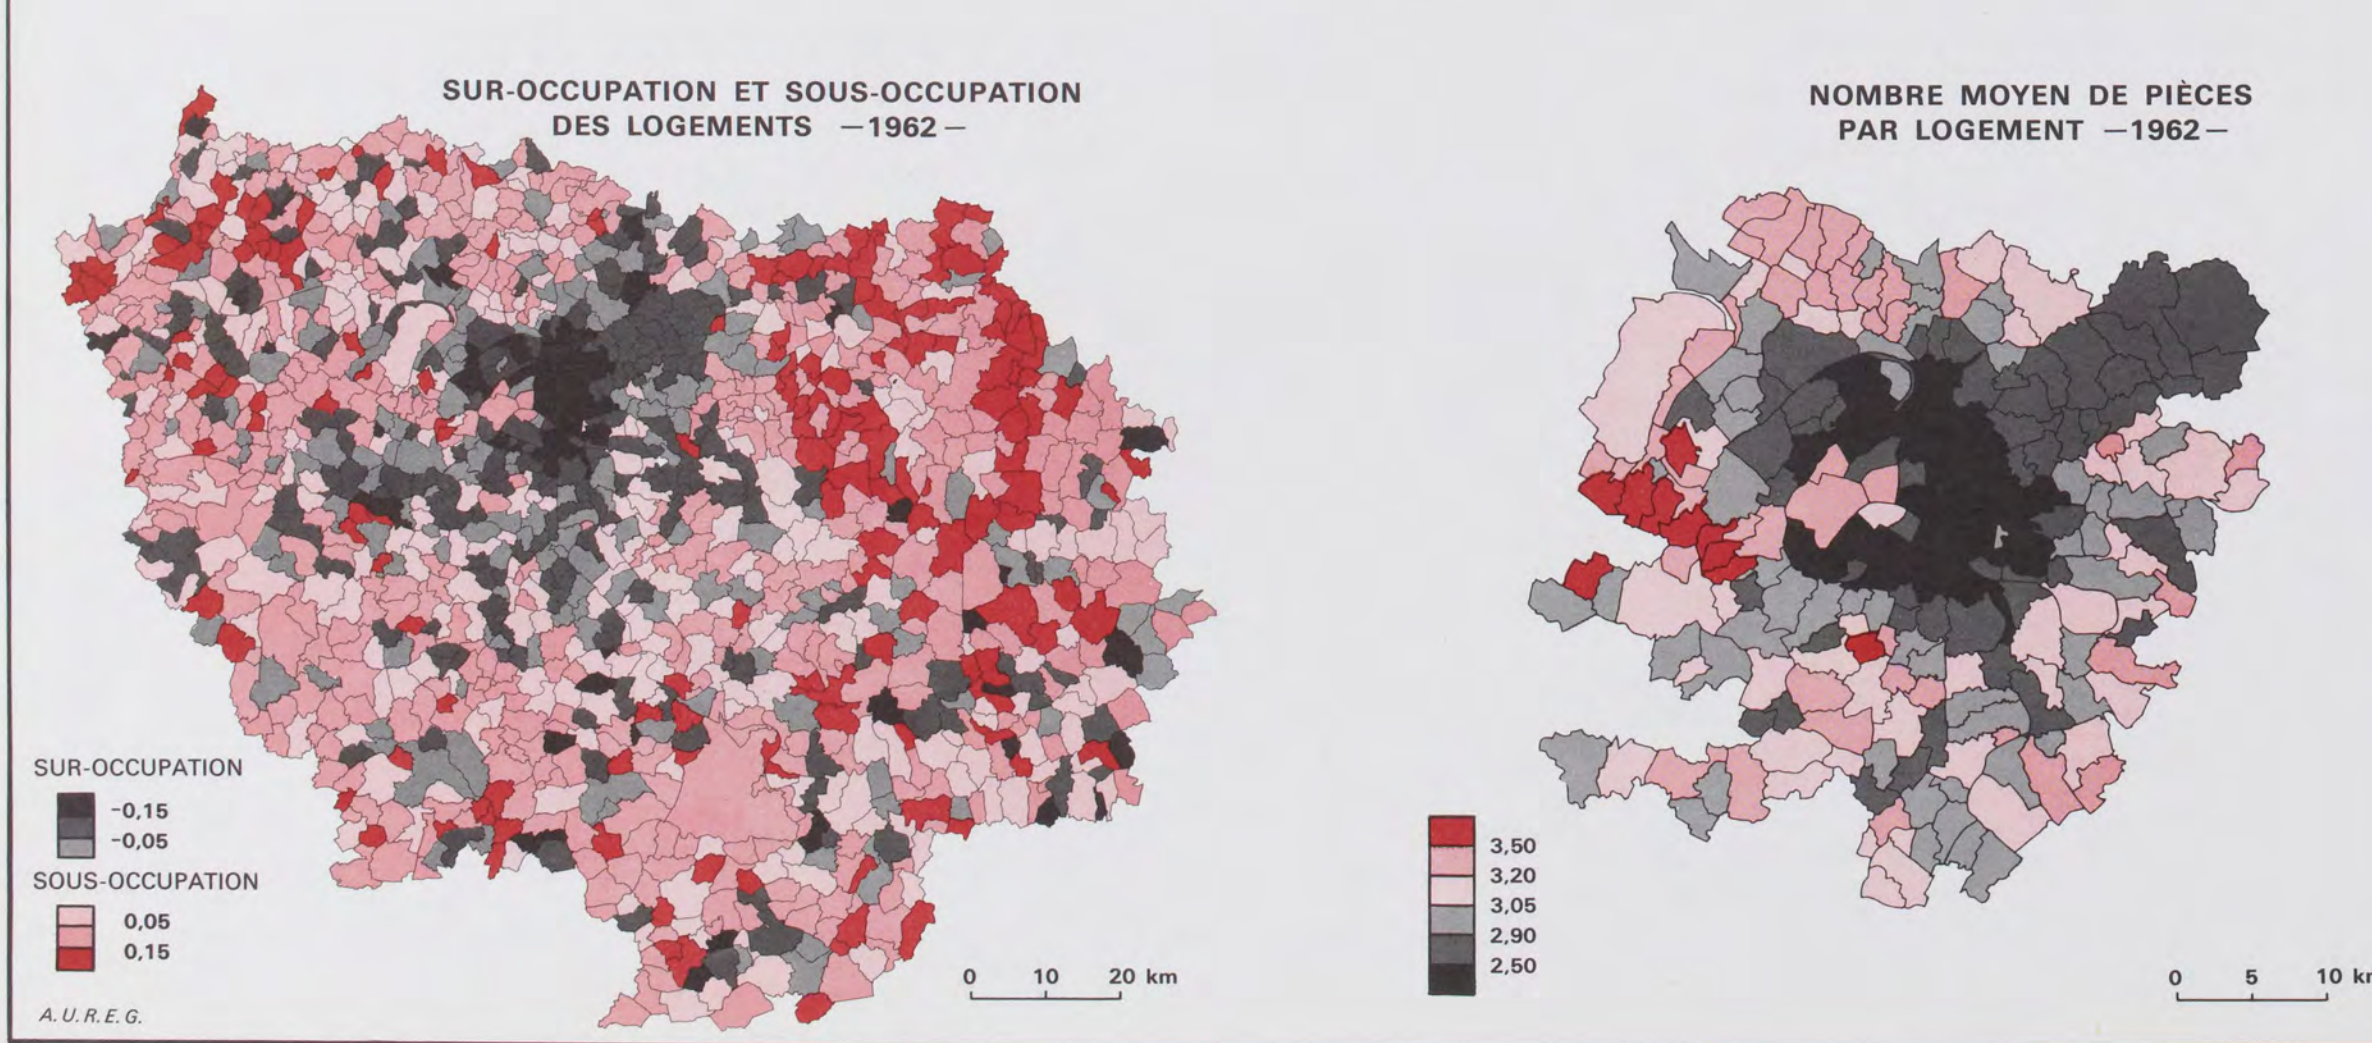 SUR-OCCUPATION ET SOUS-OCCUPATION
DES LOGEMENTS —1962—
SUR-OCCUPATION
-0,15
-0,05
SOUS-OCCUPATION
0,05
0,15
A.U.R.E.G.
0 10 20 km
NOMBRE MOYEN DE PIÈCES
PAR LOGEMENT —1962—
3,50
3,20
3,05
2,90
2,50
0 5 10 km